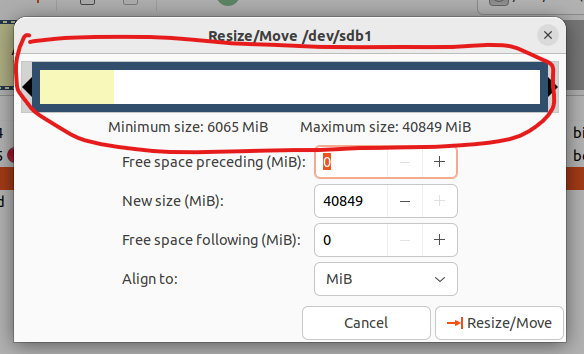 Resize/Move /dev/sdb1
Minimum size: 6065 MiB Maximum size: 40849 MiB
Free space preceding (MiB): 0
New size (MiB): 40849
Free space following (MiB): 0
Align to: MiB
Cancel Resize/Move